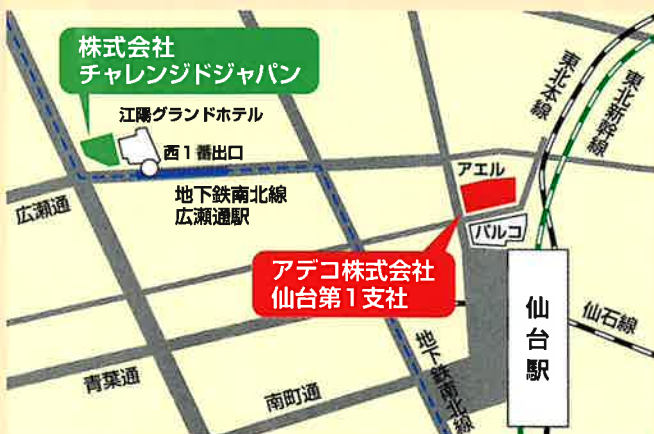 株式会社
チャレンジドジャパン
江陽グランドホテル
西1番出口
地下鉄南北線
広瀬通駅
広瀬通
東北本線
東北新幹線
アエル
パルコ
アデコ株式会社
仙台第1支社
仙台駅
仙石線
青葉通
南町通
地下鉄南北線